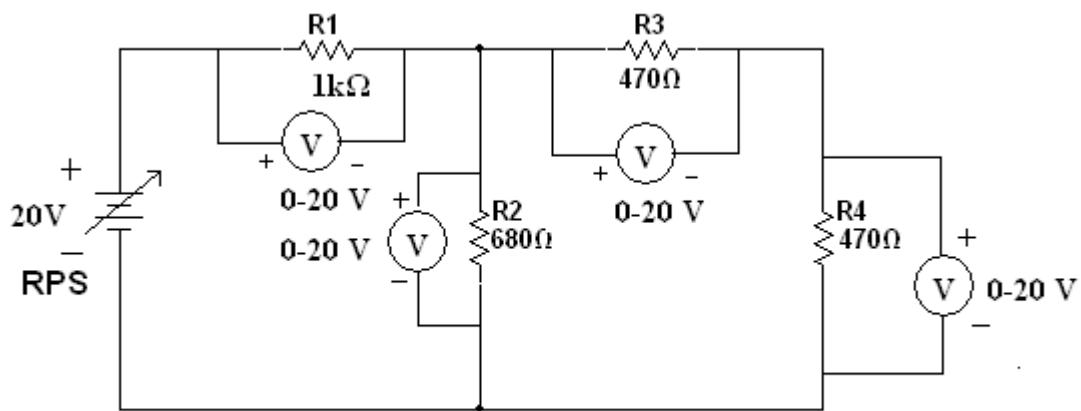 R1
1kΩ
R3
470Ω
+ V −
0-20 V
+ V −
0-20 V
+
20V
−
RPS
+
V
−
0-20 V
R2
680Ω
R4
470Ω
+
V
−
0-20 V